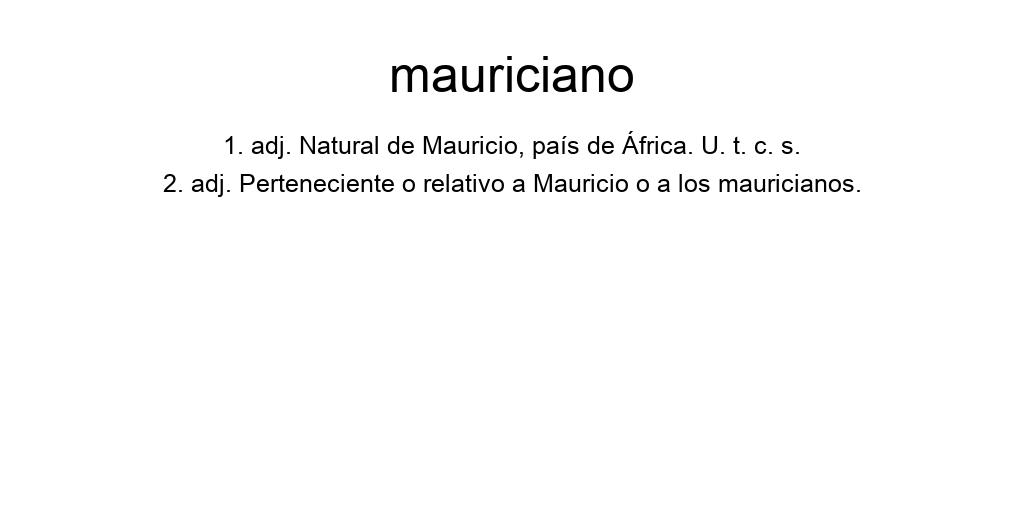 mauriciano
1. adj. Natural de Mauricio, país de África. U. t. c. s.
2. adj. Perteneciente o relativo a Mauricio o a los mauricianos.